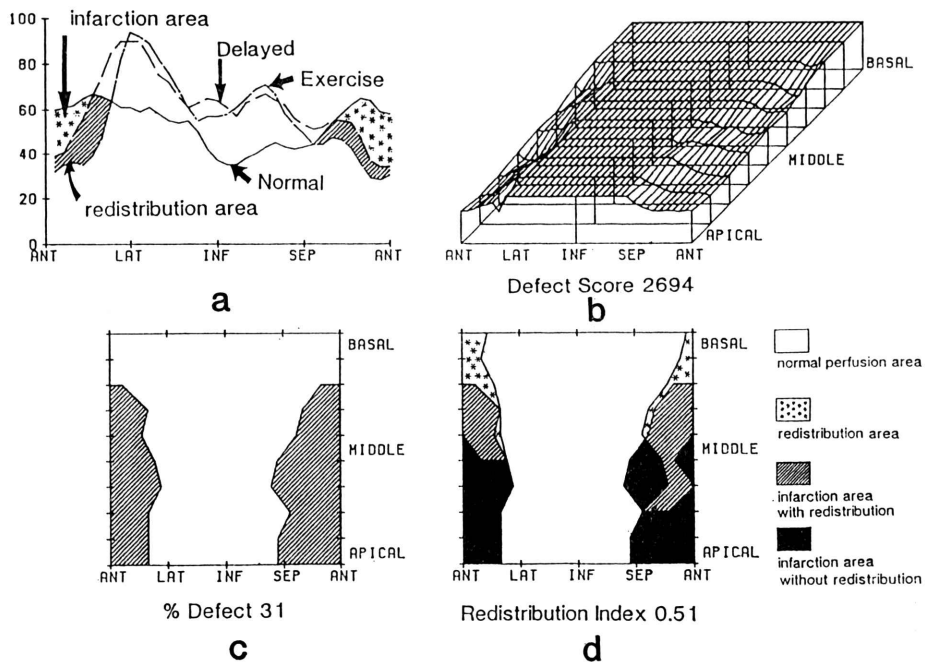 100
80
60
40
20
0
infarction area
Delayed
Exercise
Normal
redistribution area
ANT LAT INF SEP ANT
a
BASAL
MIDDLE
APICAL
ANT LAT INF SEP ANT
Defect Score 2694
b
BASAL
MIDDLE
APICAL
ANT LAT INF SEP ANT
% Defect 31
c
BASAL
MIDDLE
APICAL
ANT LAT INF SEP ANT
Redistribution Index 0.51
d
normal perfusion area
redistribution area
infarction area
with redistribution
infarction area
without redistribution